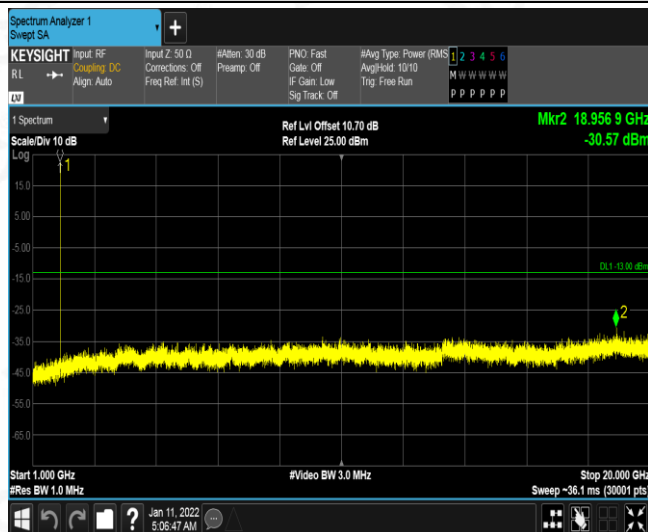 Spectrum Analyzer 1
Swept SA
+
KEYSIGHT
RL
LXI
Input: RF
Coupling: DC
Align: Auto
Input Z: 50 Ω
Corrections: Off
Freq Ref: Int (S)
#Atten: 30 dB
Preamp: Off
PNO: Fast
Gate: Off
IF Gain: Low
Sig Track: Off
#Avg Type: Power (RMS
Avg|Hold: 10/10
Trig: Free Run
1 2 3 4 5 6
M W W W W W
P P P P P P
1 Spectrum
Scale/Div 10 dB
Log
Ref Lvl Offset 10.70 dB
Ref Level 25.00 dBm
Mkr2 18.956 9 GHz
-30.57 dBm
1
15.0
5.00
-5.00
DL1 -13.00 dBm
-15.0
-25.0
2
-35.0
-45.0
-55.0
-65.0
Start 1.000 GHz
#Res BW 1.0 MHz
#Video BW 3.0 MHz
Stop 20.000 GHz
Sweep ~36.1 ms (30001 pts)
?
Jan 11, 2022
5:06:47 AM